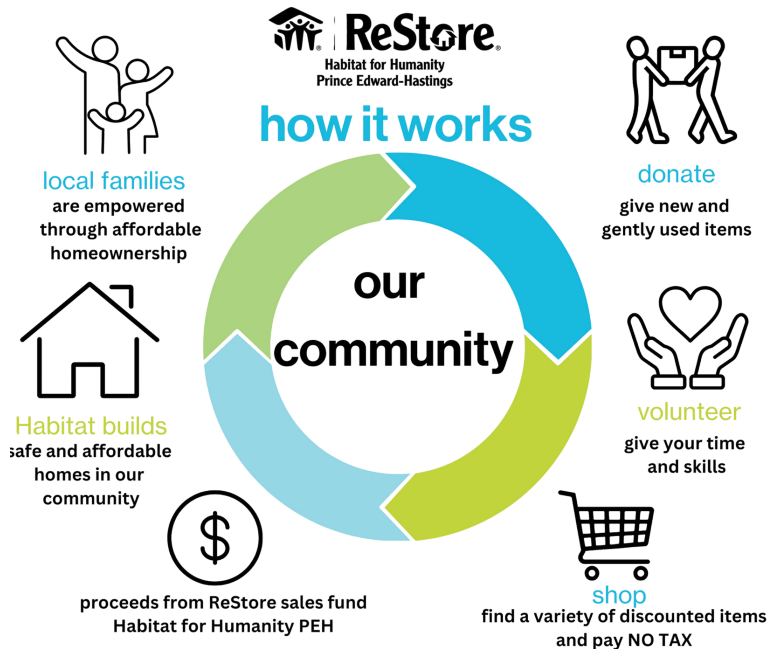 ReStore®
Habitat for Humanity
Prince Edward-Hastings
how it works
our
community
donate
give new and
gently used items
volunteer
give your time
and skills
shop
find a variety of discounted items
and pay NO TAX
$
proceeds from ReStore sales fund
Habitat for Humanity PEH
Habitat builds
safe and affordable
homes in our
community
local families
are empowered
through affordable
homeownership